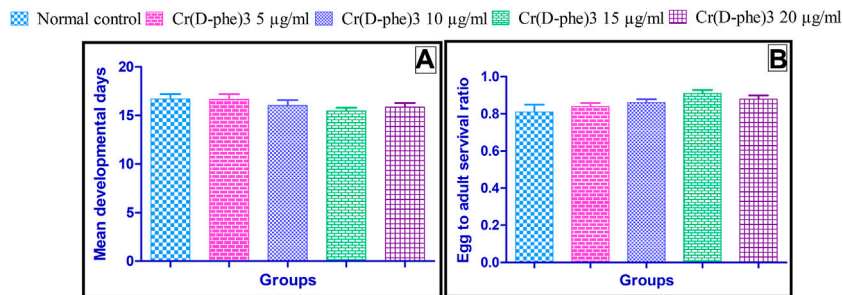 Normal control Cr(D-phe)3 5 µg/ml Cr(D-phe)3 10 µg/ml Cr(D-phe)3 15 µg/ml Cr(D-phe)3 20 µg/ml
A
Mean developmental days
20
15
10
5
0
Groups
B
Egg to adult servival ratio
1.0
0.8
0.6
0.4
0.2
0.0
Groups